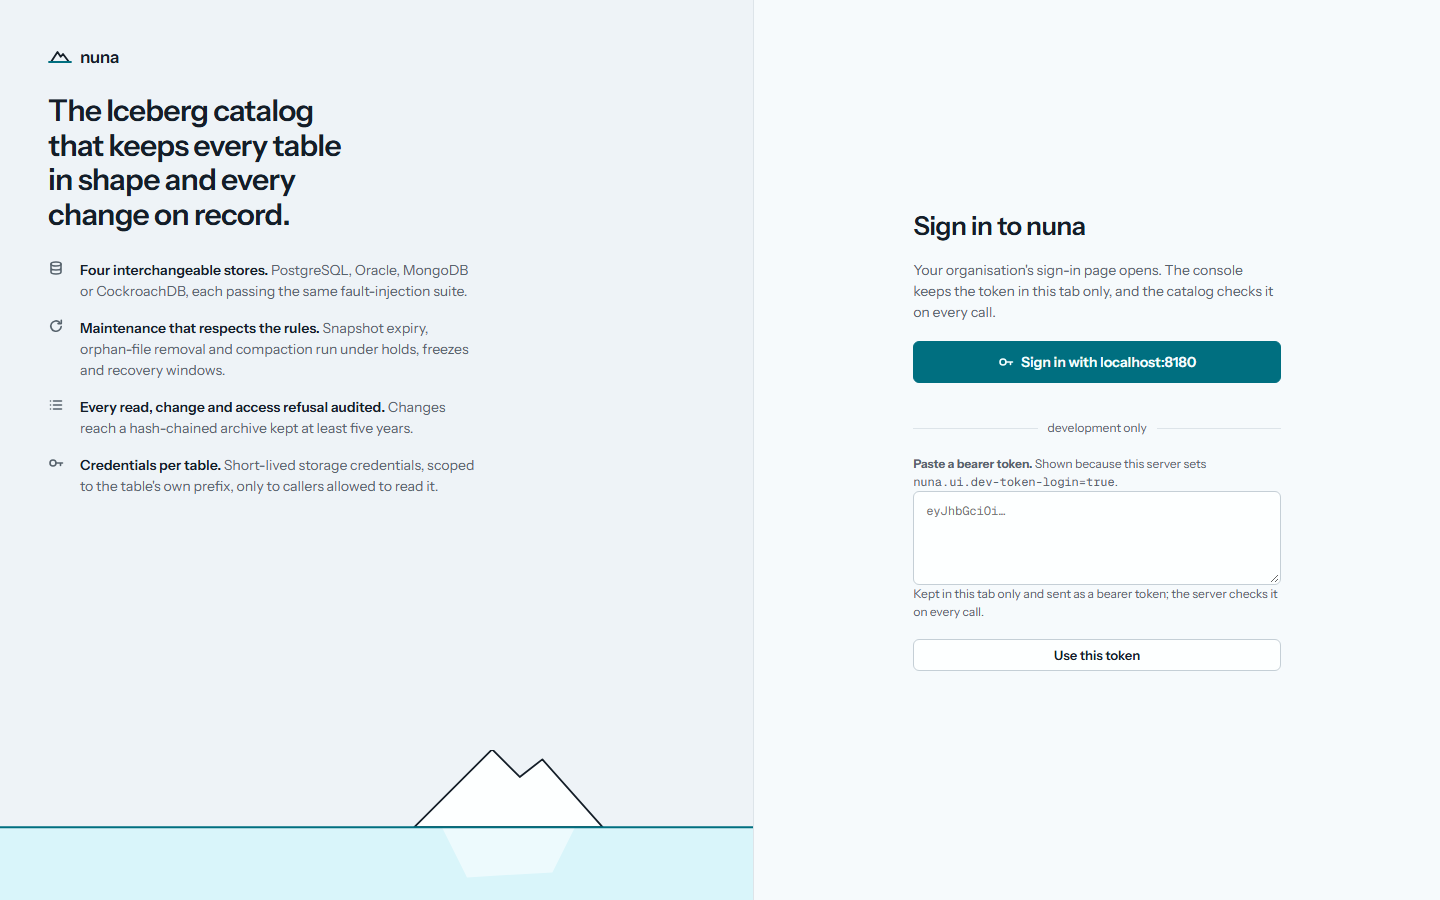 nuna
The Iceberg catalog
that keeps every table
in shape and every
change on record.
Four interchangeable stores. PostgreSQL, Oracle, MongoDB
or CockroachDB, each passing the same fault-injection suite.
Maintenance that respects the rules. Snapshot expiry,
orphan-file removal and compaction run under holds, freezes
and recovery windows.
Every read, change and access refusal audited. Changes
reach a hash-chained archive kept at least five years.
Credentials per table. Short-lived storage credentials, scoped
to the table's own prefix, only to callers allowed to read it.
Sign in to nuna
Your organisation's sign-in page opens. The console
keeps the token in this tab only, and the catalog checks it
on every call.
Sign in with localhost:8180
development only
Paste a bearer token. Shown because this server sets
nuna.ui.dev-token-login=true.
eyJhbGciOi…
Kept in this tab only and sent as a bearer token; the server checks it
on every call.
Use this token